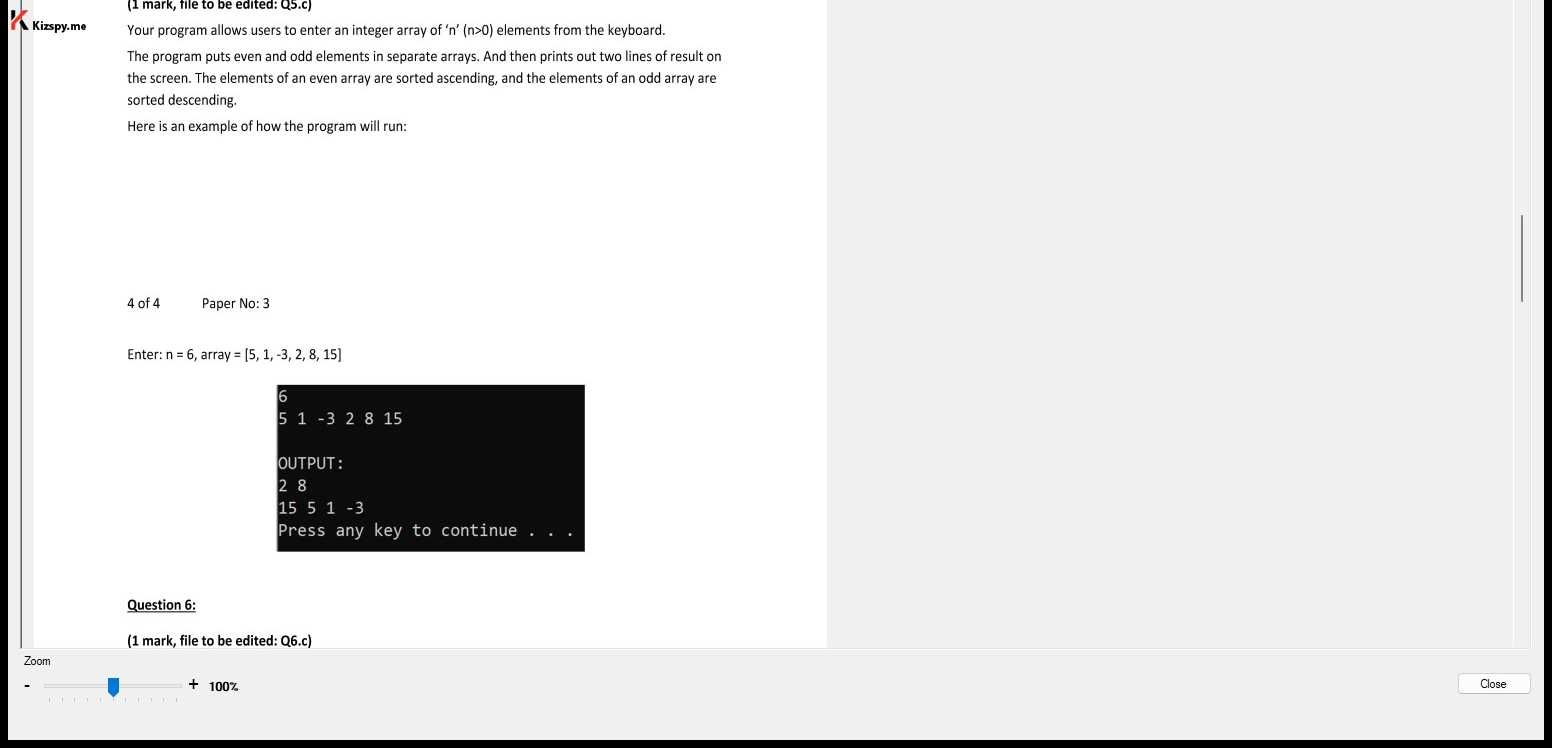 (1 mark, file to be edited: Q5.c)
Kizspy.me
Your program allows users to enter an integer array of ‘n’ (n>0) elements from the keyboard.
The program puts even and odd elements in separate arrays. And then prints out two lines of result on
the screen. The elements of an even array are sorted ascending, and the elements of an odd array are
sorted descending.
Here is an example of how the program will run:
4 of 4 Paper No: 3
Enter: n = 6, array = [5, 1, -3, 2, 8, 15]
6
5 1 -3 2 8 15
OUTPUT:
2 8
15 5 1 -3
Press any key to continue . . .
Question 6:
(1 mark, file to be edited: Q6.c)
Zoom
- + 100%
Close